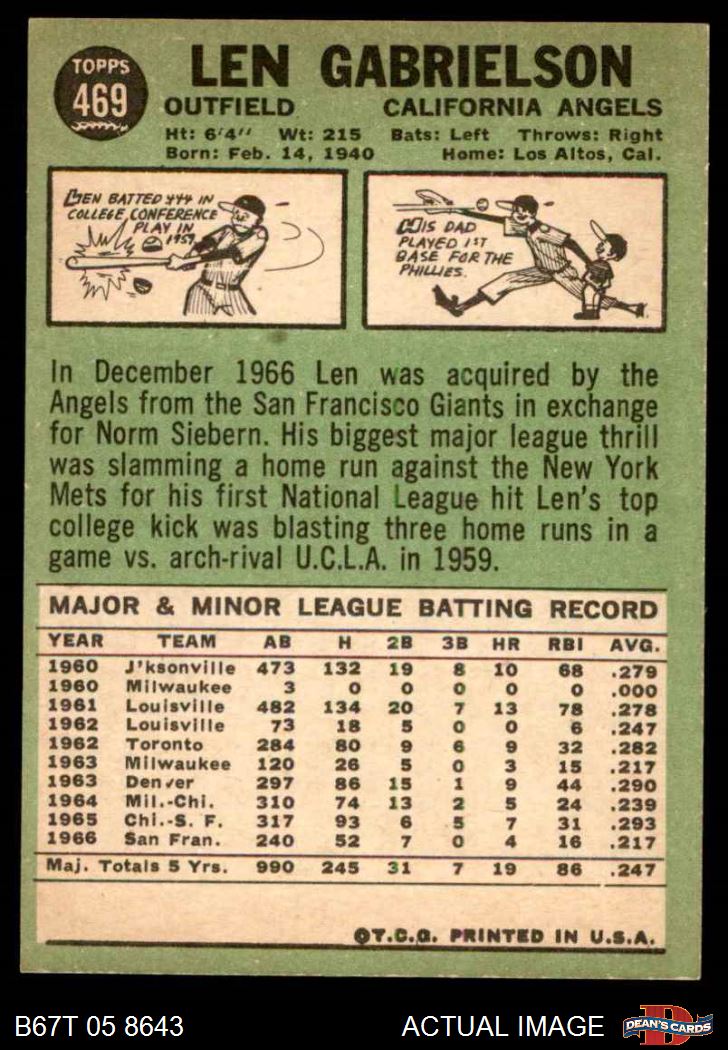 TOPPS
469
LEN GABRIELSON
OUTFIELD CALIFORNIA ANGELS
Ht: 6'4" Wt: 215 Bats: Left Throws: Right
Born: Feb. 14, 1940 Home: Los Altos, Cal.
LEN BATTED .444 IN
COLLEGE CONFERENCE
PLAY IN
1959.
HIS DAD
PLAYED 1ST
BASE FOR THE
PHILLIES.
In December 1966 Len was acquired by the
Angels from the San Francisco Giants in exchange
for Norm Siebern. His biggest major league thrill
was slamming a home run against the New York
Mets for his first National League hit Len's top
college kick was blasting three home runs in a
game vs. arch-rival U.C.L.A. in 1959.
MAJOR & MINOR LEAGUE BATTING RECORD
YEAR TEAM AB H 2B 3B HR RBI AVG.
1960 J'ksonville 473 132 19 8 10 68 .279
1960 Milwaukee 3 0 0 0 0 0 .000
1961 Louisville 482 134 20 7 13 78 .278
1962 Louisville 73 18 5 0 0 6 .247
1962 Toronto 284 80 9 6 9 32 .282
1963 Milwaukee 120 26 5 0 3 15 .217
1963 Denver 297 86 15 1 9 44 .290
1964 Mil.-Chi. 310 74 13 2 5 24 .239
1965 Chi.-S. F. 317 93 6 5 7 31 .293
1966 San Fran. 240 52 7 0 4 16 .217
Maj. Totals 5 Yrs. 990 245 31 7 19 86 .247
©T.C.G. PRINTED IN U.S.A.
B67T 05 8643 ACTUAL IMAGE D DEAN'S CARDS